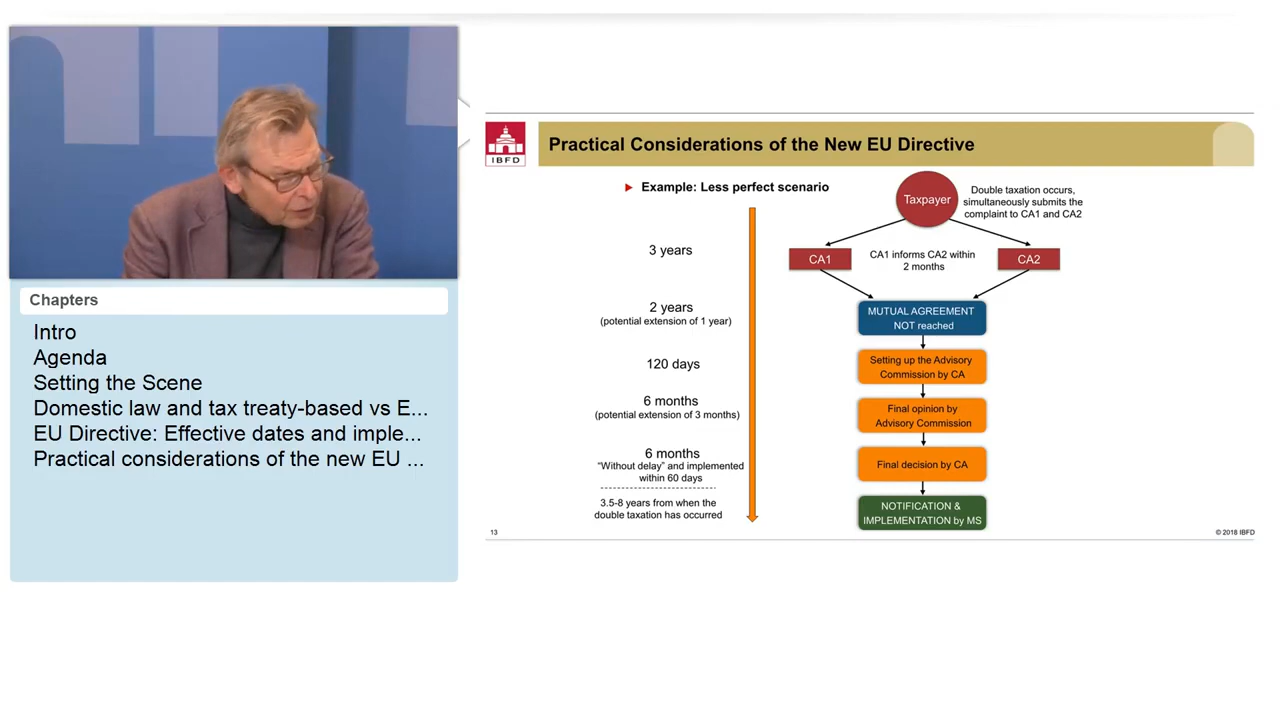 Chapters
Intro
Agenda
Setting the Scene
Domestic law and tax treaty-based vs E...
EU Directive: Effective dates and imple...
Practical considerations of the new EU ...
IBFD
Practical Considerations of the New EU Directive
Example: Less perfect scenario
3 years
2 years
(potential extension of 1 year)
120 days
6 months
(potential extension of 3 months)
6 months
“Without delay” and implemented
within 60 days
3.5-8 years from when the
double taxation has occurred
Taxpayer
Double taxation occurs,
simultaneously submits the
complaint to CA1 and CA2
CA1
CA1 informs CA2 within
2 months
CA2
MUTUAL AGREEMENT
NOT reached
Setting up the Advisory
Commission by CA
Final opinion by
Advisory Commission
Final decision by CA
NOTIFICATION &
IMPLEMENTATION by MS
13
© 2018 IBFD